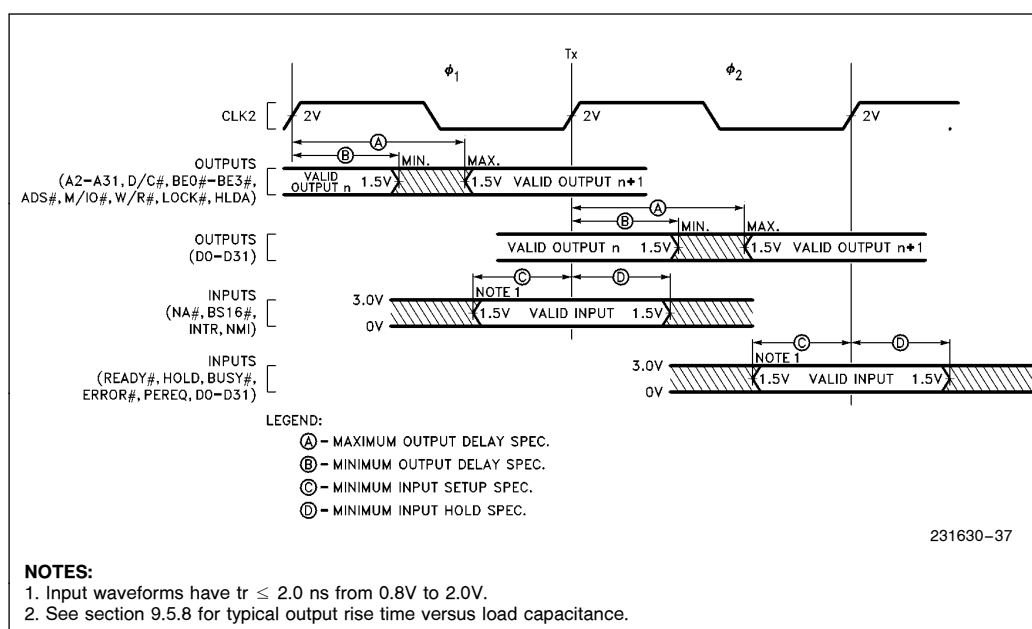 Tx
ϕ1
ϕ2
CLK2
2V
2V
2V
A
B
MIN.
MAX.
OUTPUTS
(A2-A31, D/C#, BE0#-BE3#,
ADS#, M/IO#, W/R#, LOCK#, HLDA)
VALID
OUTPUT n
1.5V
1.5V VALID OUTPUT n+1
A
B
MIN.
MAX.
OUTPUTS
(D0-D31)
VALID OUTPUT n 1.5V
1.5V VALID OUTPUT n+1
C
D
INPUTS
(NA#, BS16#,
INTR, NMI)
3.0V
0V
NOTE 1
1.5V VALID INPUT 1.5V
C
D
INPUTS
(READY#, HOLD, BUSY#,
ERROR#, PEREQ, D0-D31)
3.0V
0V
NOTE 1
1.5V VALID INPUT 1.5V
LEGEND:
A - MAXIMUM OUTPUT DELAY SPEC.
B - MINIMUM OUTPUT DELAY SPEC.
C - MINIMUM INPUT SETUP SPEC.
D - MINIMUM INPUT HOLD SPEC.
231630-37
NOTES:
1. Input waveforms have tr ≤ 2.0 ns from 0.8V to 2.0V.
2. See section 9.5.8 for typical output rise time versus load capacitance.